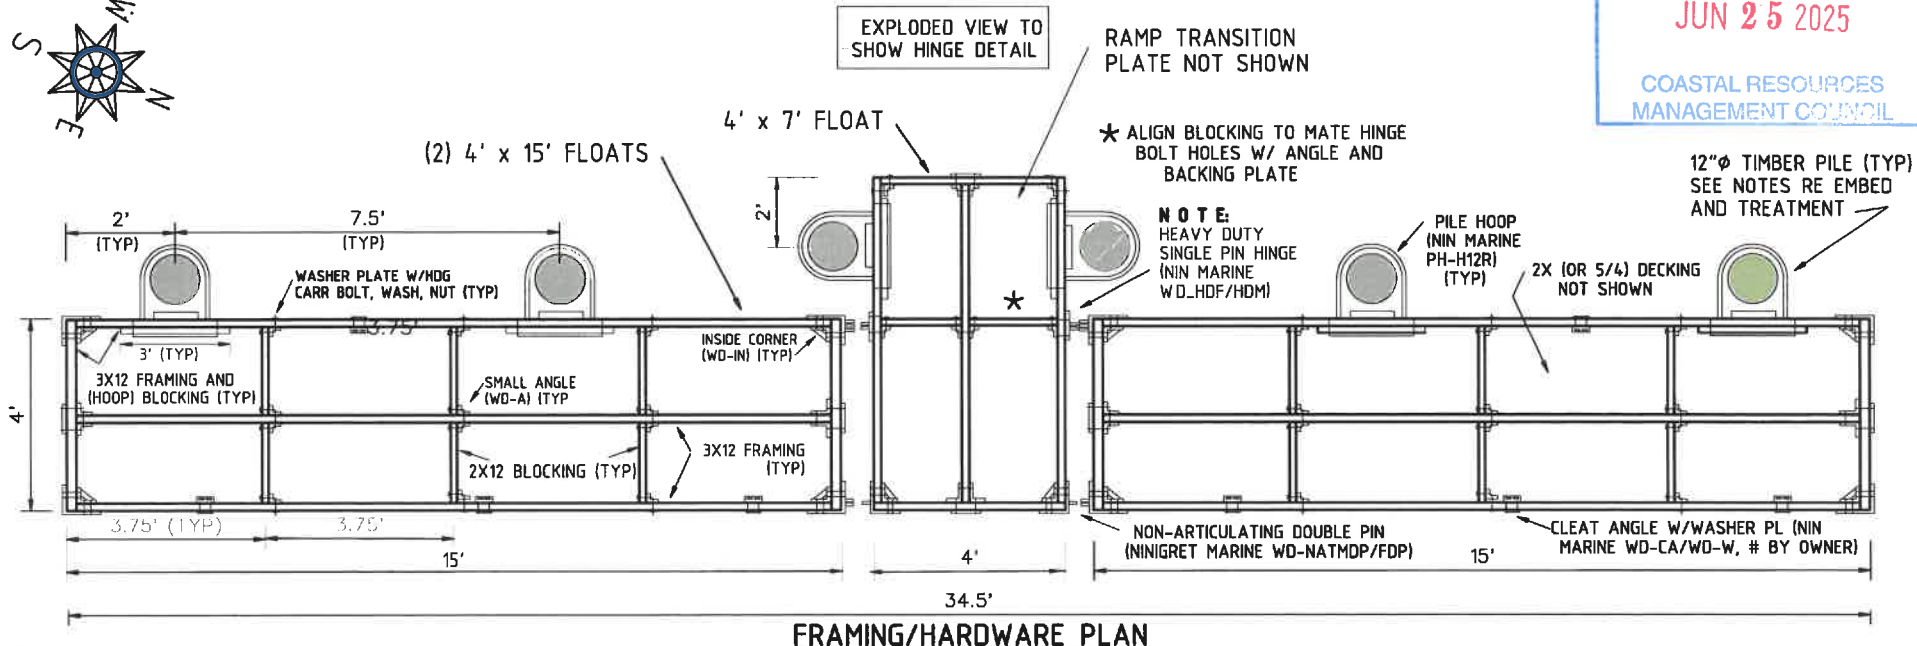 W
S
N
E
EXPLODED VIEW TO
SHOW HINGE DETAIL
RAMP TRANSITION
PLATE NOT SHOWN
JUN 25 2025
COASTAL RESOURCES
MANAGEMENT COUNCIL
4' x 7' FLOAT
(2) 4' x 15' FLOATS
★ ALIGN BLOCKING TO MATE HINGE
BOLT HOLES W/ ANGLE AND
BACKING PLATE
12"Ø TIMBER PILE (TYP)
SEE NOTES RE EMBED
AND TREATMENT
2'
(TYP)
7.5'
(TYP)
2'
NOTE:
HEAVY DUTY
SINGLE PIN HINGE
(NIN MARINE
WD_HDF/HDM)
PILE HOOP
(NIN MARINE
PH-H12R)
(TYP)
2X (OR 5/4) DECKING
NOT SHOWN
WASHER PLATE W/HDG
CARR BOLT, WASH, NUT (TYP)
3.75'
★
3' (TYP)
INSIDE CORNER
(WD-IN) (TYP)
3X12 FRAMING AND
(HOOP) BLOCKING (TYP)
SMALL ANGLE
(WD-A) (TYP
4'
2X12 BLOCKING (TYP)
3X12 FRAMING
(TYP)
3.75' (TYP)
3.75'
NON-ARTICULATING DOUBLE PIN
(NINIGRET MARINE WD-NATMDP/FDP)
CLEAT ANGLE W/WASHER PL (NIN
MARINE WD-CA/WD-W, # BY OWNER)
15'
4'
15'
34.5'
FRAMING/HARDWARE PLAN